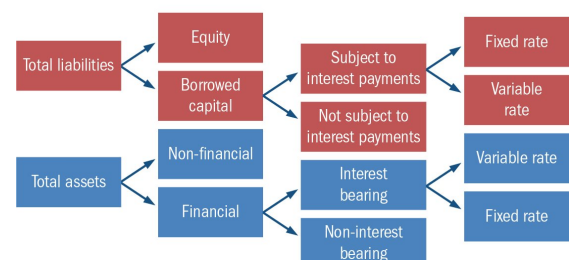 Total liabilities
Equity
Borrowed
capital
Subject to
interest payments
Not subject to
interest payments
Fixed rate
Variable
rate
Total assets
Non-financial
Financial
Interest
bearing
Non-interest
bearing
Variable rate
Fixed rate